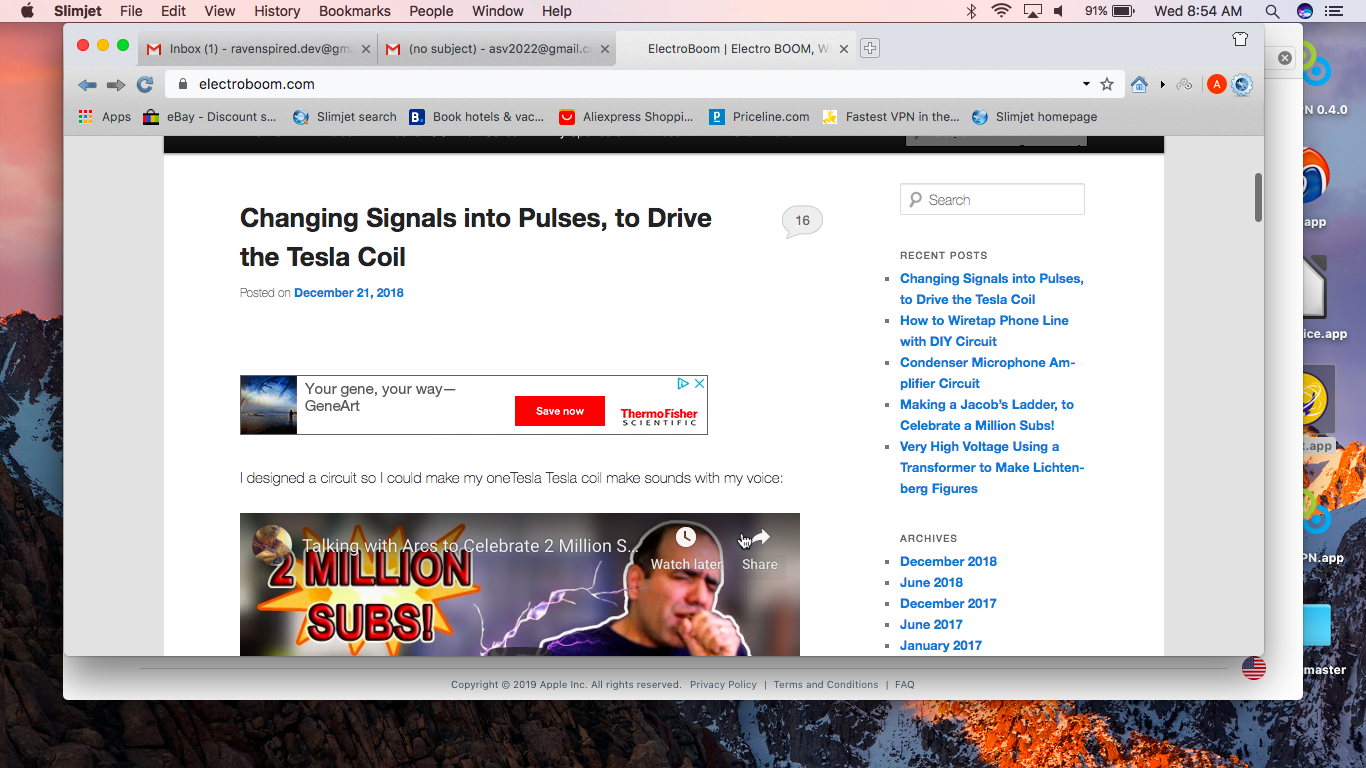 Slimjet File Edit View History Bookmarks People Window Help 91% Wed 8:54 AM
Inbox (1) - ravenspired.dev@gm (no subject) - asv2022@gmail.c ElectroBoom | Electro BOOM, W
electroboom.com A
Apps eBay - Discount s... Slimjet search B. Book hotels & vac... Aliexpress Shoppi... Priceline.com Fastest VPN in the... Slimjet homepage
Changing Signals into Pulses, to Drive
the Tesla Coil
16
Posted on December 21, 2018
Your gene, your way—
GeneArt
Save now
ThermoFisher
SCIENTIFIC
I designed a circuit so I could make my oneTesla Tesla coil make sounds with my voice:
Talking with Arcs to Celebrate 2 Million S...
Watch later
Share
2 MILLION
SUBS!
Search
RECENT POSTS
Changing Signals into Pulses,
to Drive the Tesla Coil
How to Wiretap Phone Line
with DIY Circuit
Condenser Microphone Am-
plifier Circuit
Making a Jacob's Ladder, to
Celebrate a Million Subs!
Very High Voltage Using a
Transformer to Make Lichten-
berg Figures
ARCHIVES
December 2018
June 2018
December 2017
June 2017
January 2017
PN 0.4.0
.app
ice.app
t.app
PN.app
master
Copyright © 2019 Apple Inc. All rights reserved. Privacy Policy | Terms and Conditions | FAQ